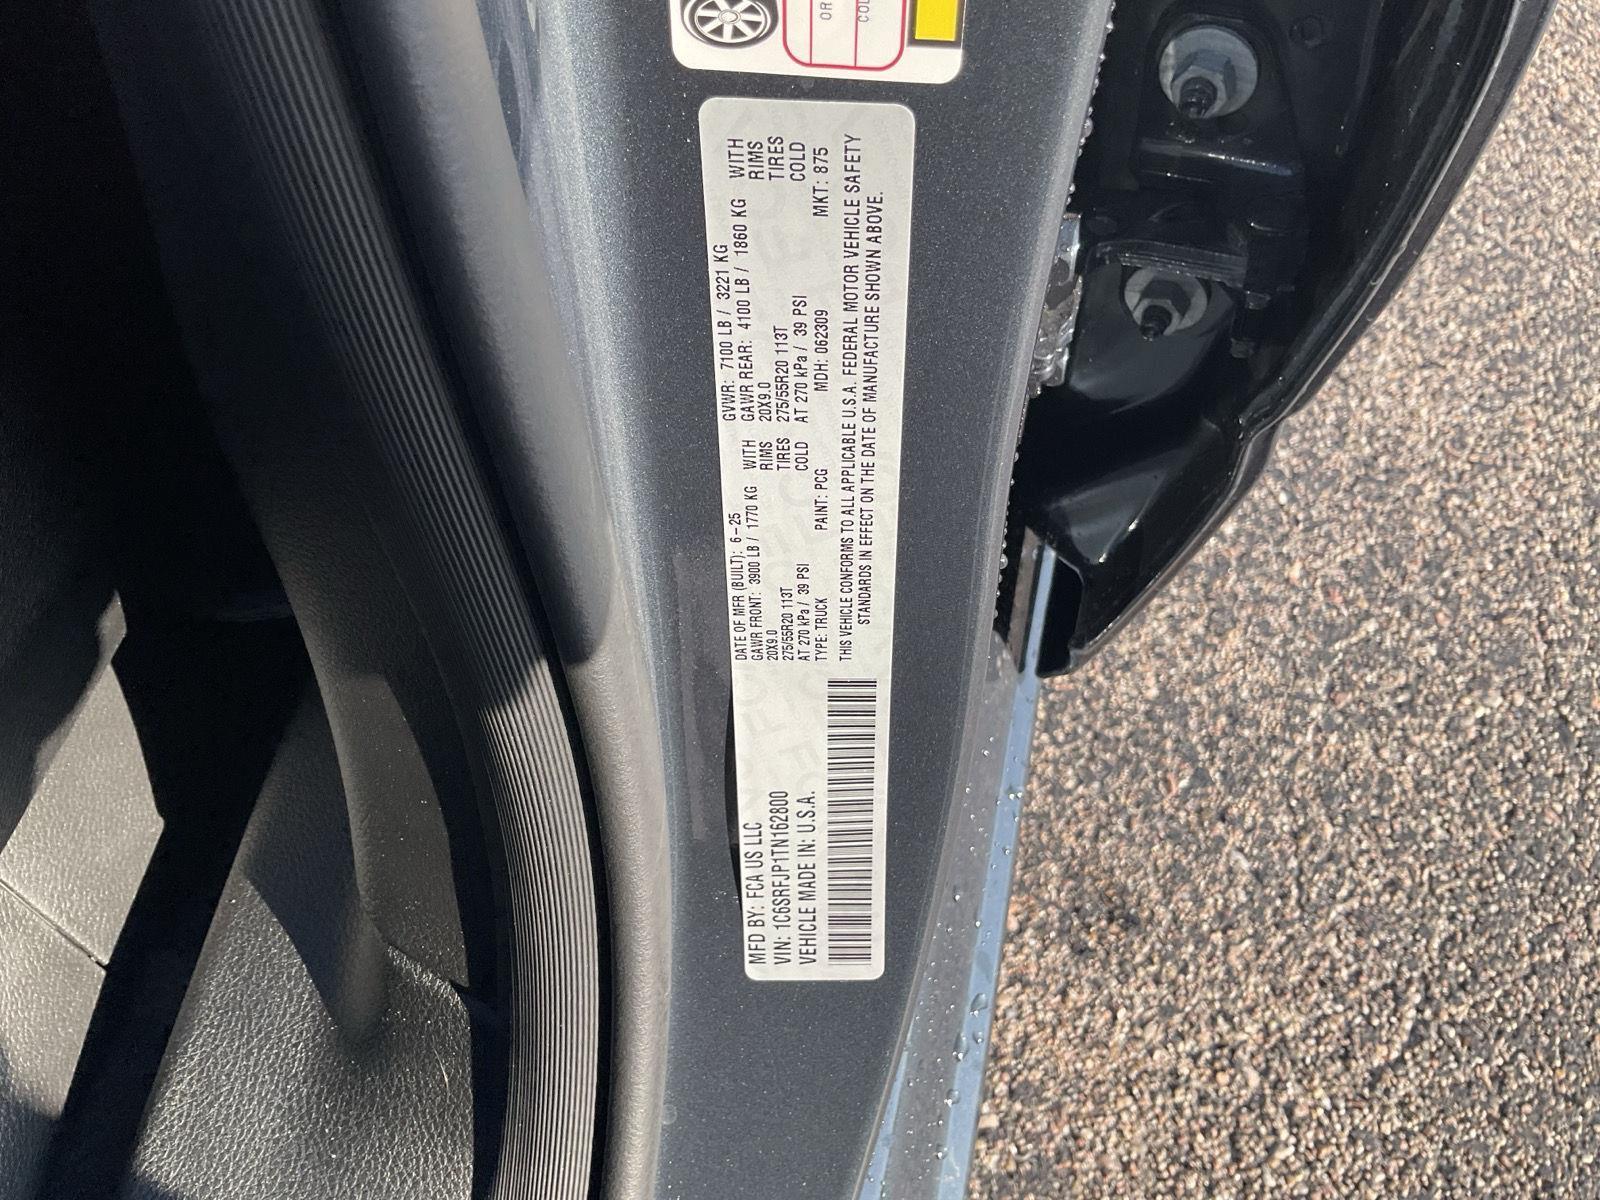 OR
COL
MFD BY: FCA US LLC
VIN: 1C6SRFJP1TN162800
VEHICLE MADE IN: U.S.A.
DATE OF MFR (BUILT): 6-25 GVWR: 7100 LB / 3221 KG
GAWR FRONT: 3900 LB / 1770 KG WITH GAWR REAR: 4100 LB / 1860 KG WITH
20X9.0 RIMS 20X9.0 RIMS
275/55R20 113T TIRES 275/55R20 113T TIRES
AT 270 kPa / 39 PSI COLD AT 270 kPa / 39 PSI COLD
TYPE: TRUCK PAINT: PCG MDH: 062309 MKT: 875
THIS VEHICLE CONFORMS TO ALL APPLICABLE U.S.A. FEDERAL MOTOR VEHICLE SAFETY
STANDARDS IN EFFECT ON THE DATE OF MANUFACTURE SHOWN ABOVE.